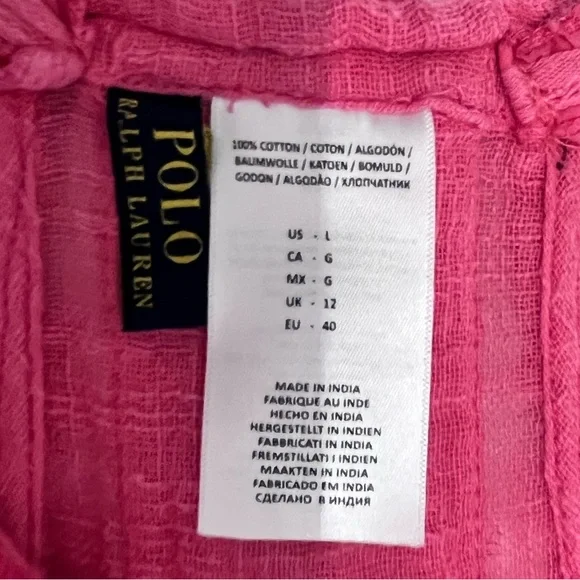 POLO
RALPH LAUREN
100% COTTON / COTON / ALGODÓN /
BAUMWOLLE / KATOEN / BOMULD /
GODON / ALGODÃO / ХЛОПЧАТНИК
US - L
CA - G
MX - G
UK - 12
EU - 40
MADE IN INDIA
FABRIQUE AU INDE
HECHO EN INDIA
HERGESTELLT IN INDIEN
FABBRICATI IN INDIA
FREMSTILLATI I INDIEN
MAAKTEN IN INDIA
FABRICADO EM INDIA
СДЕЛАНО В ИНДИЯ